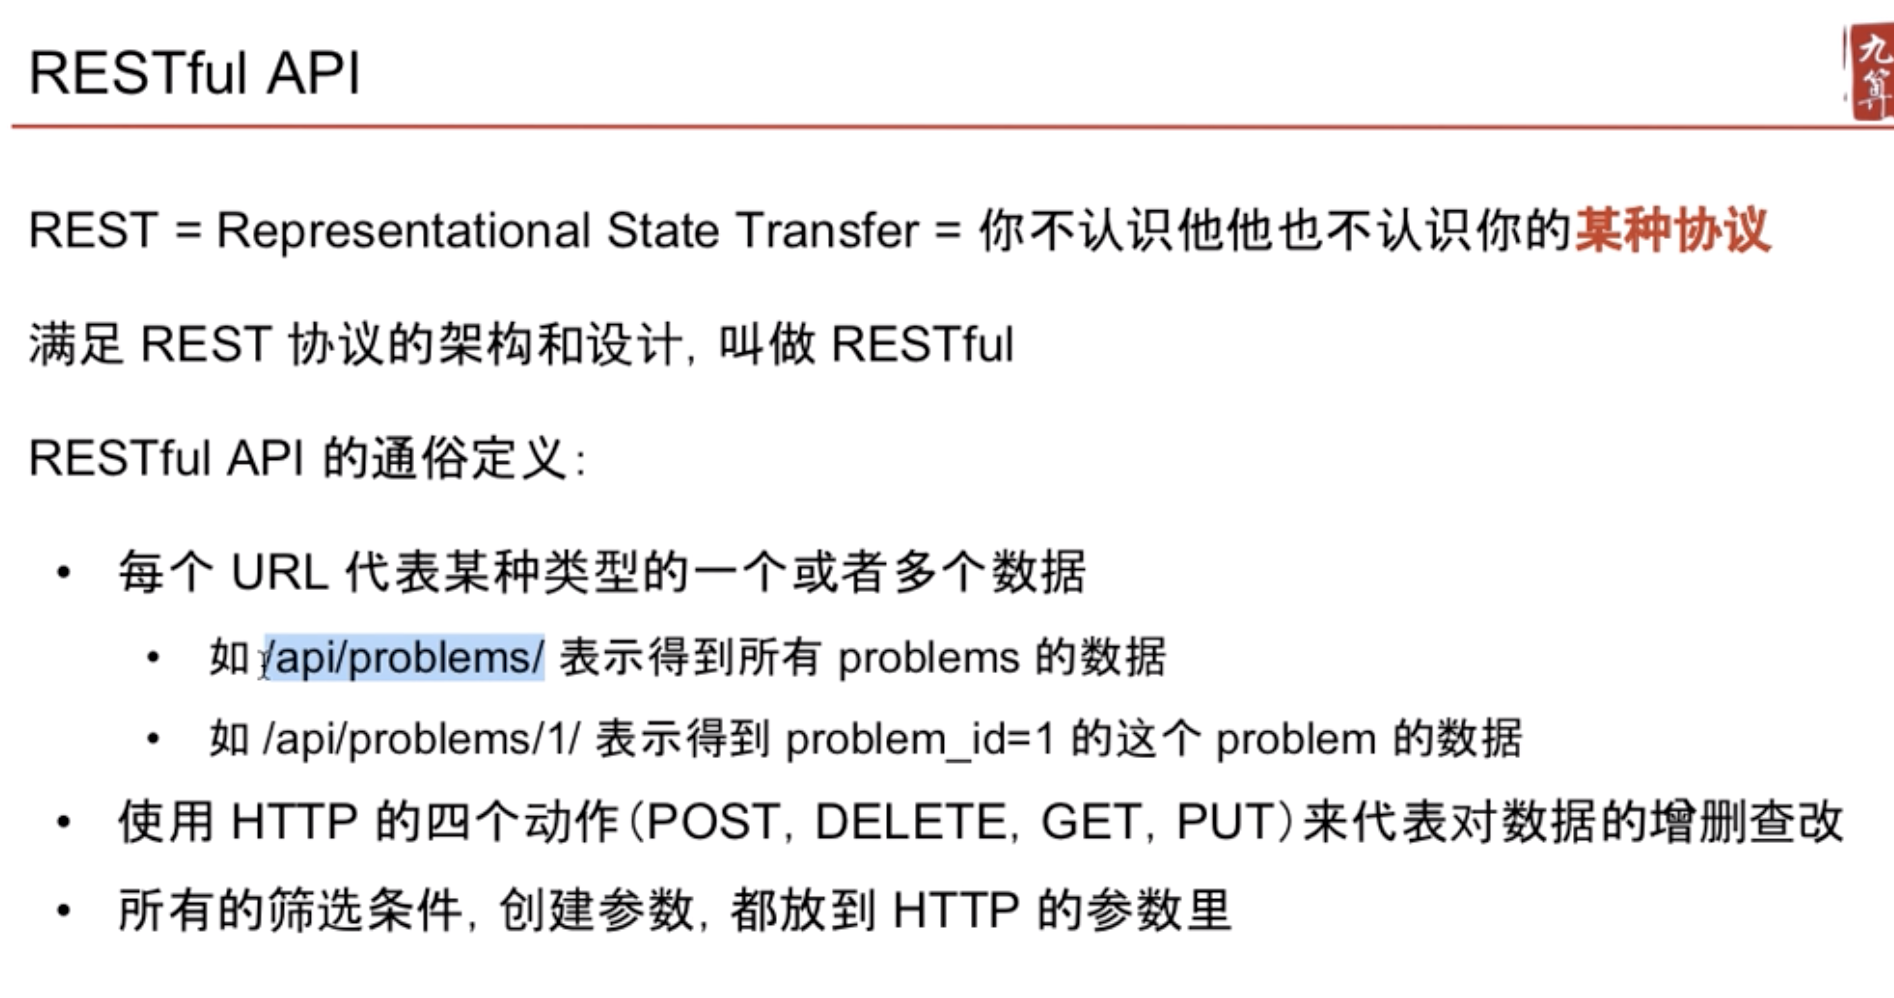 RESTful API
九
算
REST = Representational State Transfer = 你不认识他他也不认识你的某种协议
满足 REST 协议的架构和设计, 叫做 RESTful
RESTful API 的通俗定义:
• 每个 URL 代表某种类型的一个或者多个数据
• 如 /api/problems/ 表示得到所有 problems 的数据
• 如 /api/problems/1/ 表示得到 problem_id=1 的这个 problem 的数据
• 使用 HTTP 的四个动作(POST, DELETE, GET, PUT)来代表对数据的增删查改
• 所有的筛选条件, 创建参数, 都放到 HTTP 的参数里